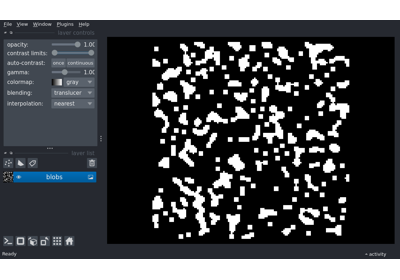 File View Window Plugins Help
layer controls
opacity: 1.00
contrast limits:
auto-contrast: once continuous
gamma: 1.00
colormap: gray
blending: translucer
interpolation: nearest
layer list
blobs
Ready
activity